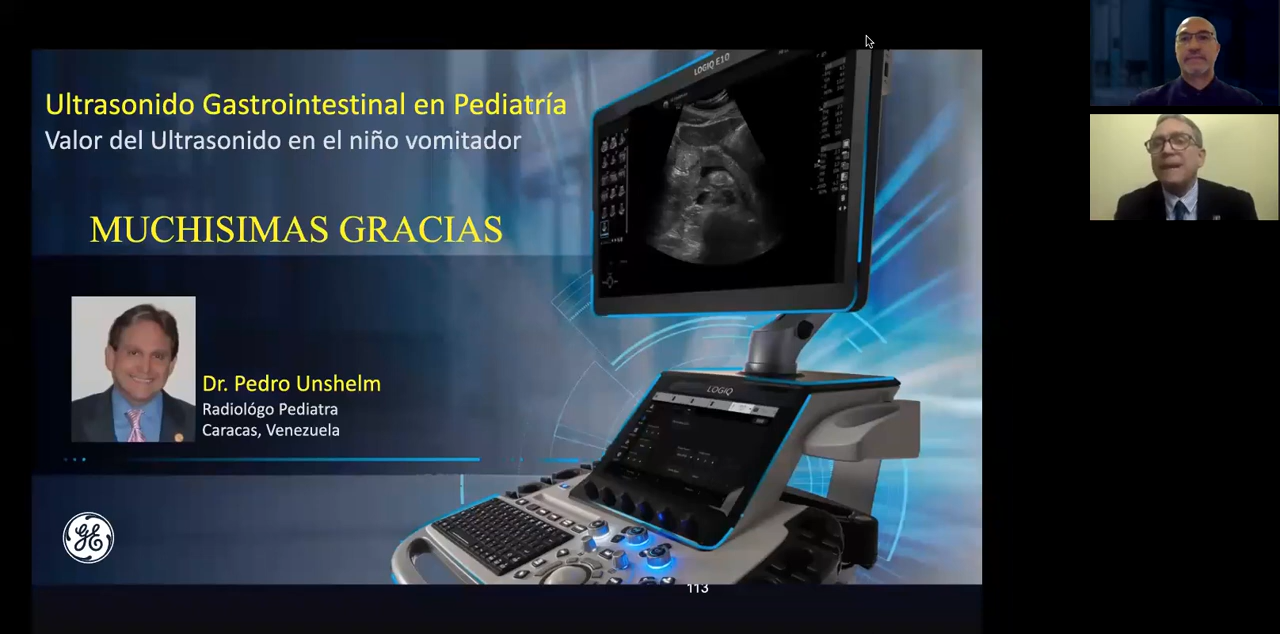 Ultrasonido Gastrointestinal en Pediatría
Valor del Ultrasonido en el niño vomitador
MUCHISIMAS GRACIAS
Dr. Pedro Unshelm
Radiológo Pediatra
Caracas, Venezuela
GE
LOGIQ E10
LOGIQ
113